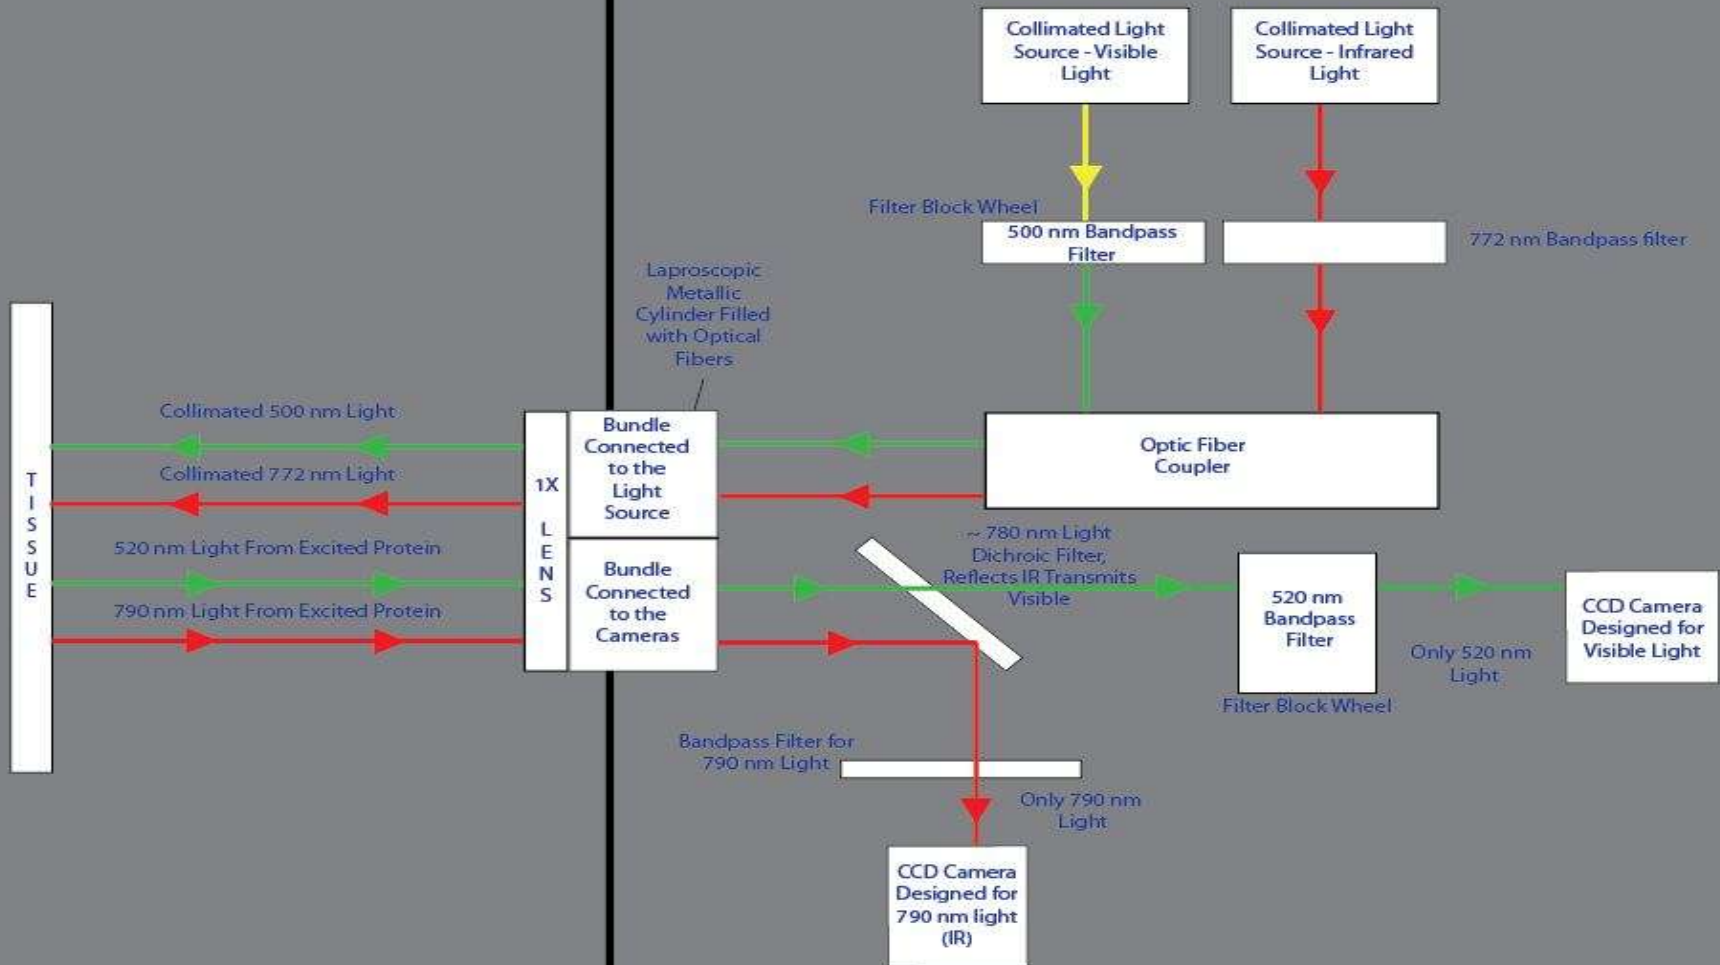 Collimated Light
Source - Visible
Light
Collimated Light
Source - Infrared
Light
Filter Block Wheel
500 nm Bandpass
Filter
772 nm Bandpass filter
Laproscopic
Metallic
Cylinder Filled
with Optical
Fibers
Collimated 500 nm Light
Collimated 772 nm Light
520 nm Light From Excited Protein
790 nm Light From Excited Protein
TISSUE
1X LENS
Bundle
Connected
to the
Light
Source
Bundle
Connected
to the
Cameras
Optic Fiber
Coupler
~ 780 nm Light
Dichroic Filter,
Reflects IR Transmits
Visible
520 nm
Bandpass
Filter
Filter Block Wheel
Only 520 nm
Light
CCD Camera
Designed for
Visible Light
Bandpass Filter for
790 nm Light
Only 790 nm
Light
CCD Camera
Designed for
790 nm light
(IR)